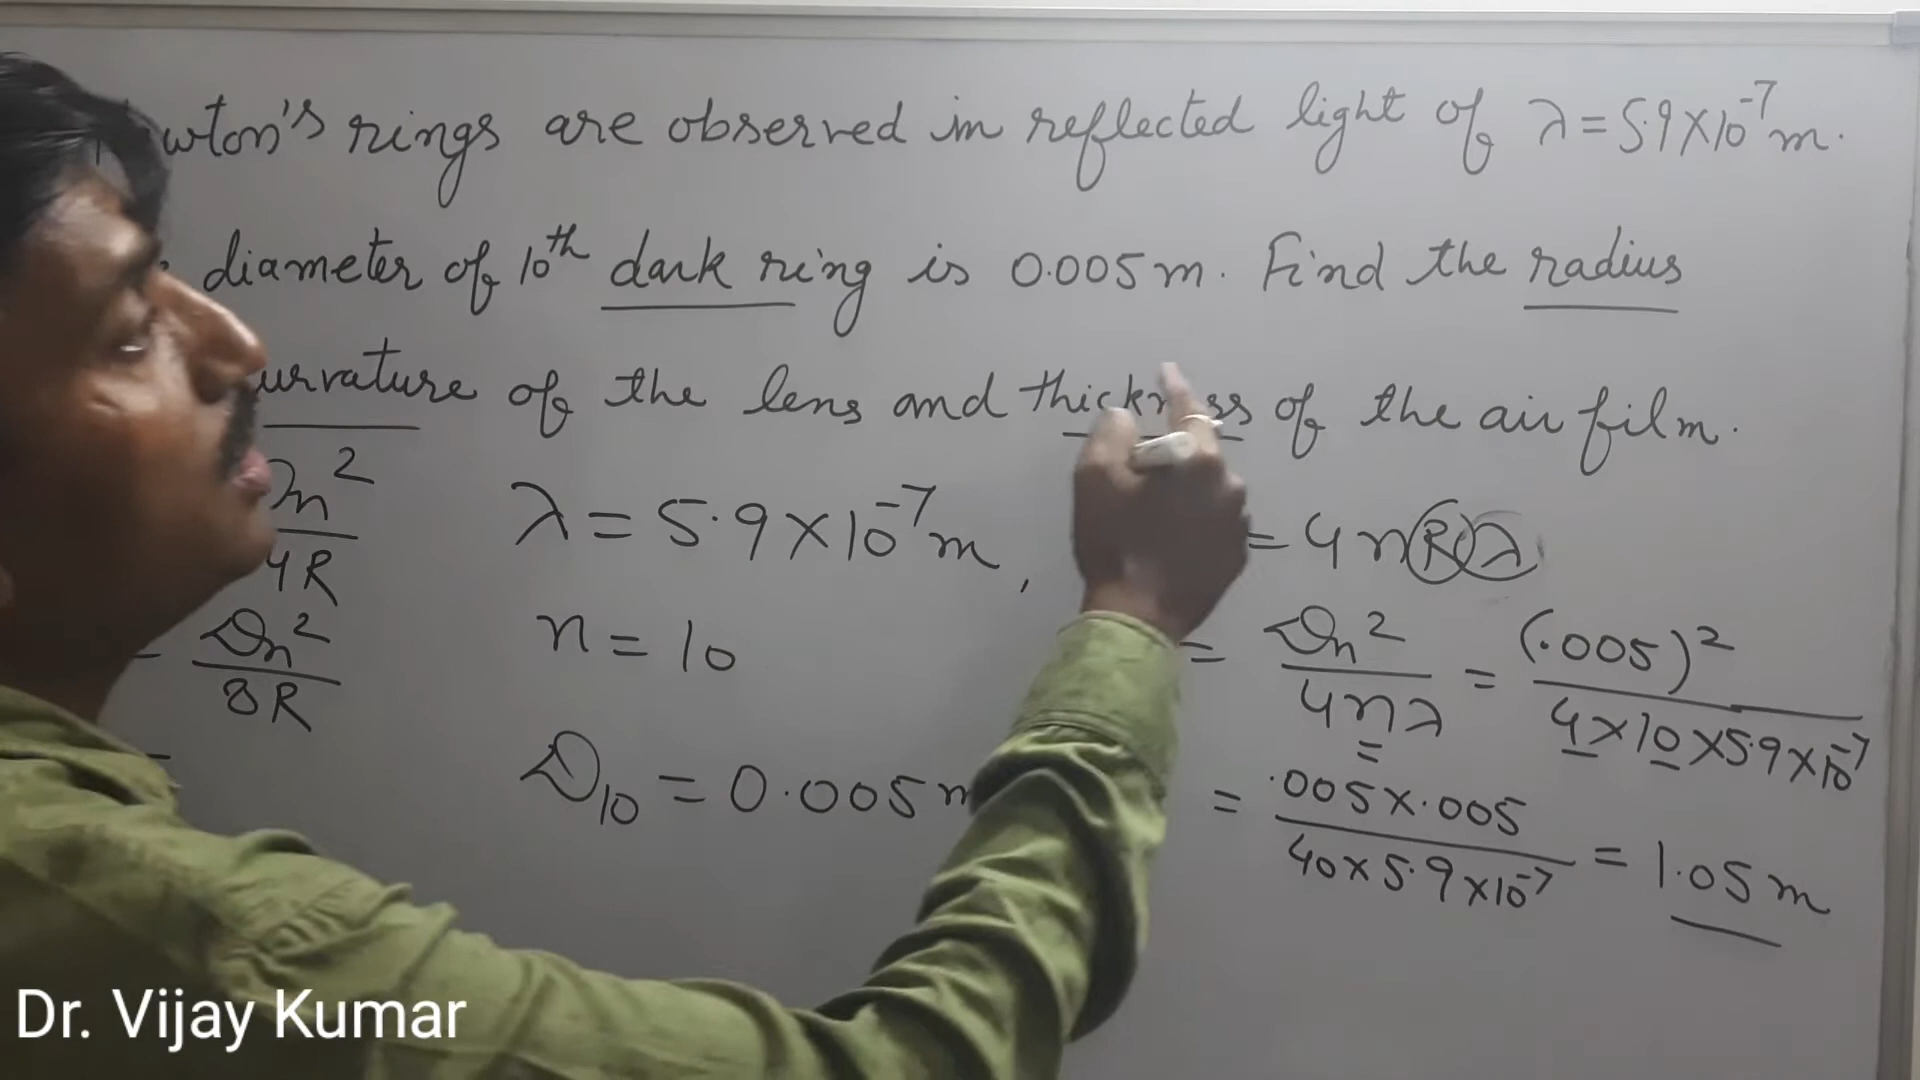 wton's rings are observed in reflected light of λ = 5.9 × 10⁻⁷ m.
diameter of 10th dark ring is 0.005 m. Find the radius
urvature of the lens and thickness of the air film.
n²
4R
= Dn²
8R
=
λ = 5.9 × 10⁻⁷ m,
n = 10
D₁₀ = 0.005 m
= 4nRλ
= Dn² = (.005)²
4nλ 4 × 10 × 5.9 × 10⁻⁷
= .005 × .005 = 1.05 m
40 × 5.9 × 10⁻⁷
Dr. Vijay Kumar